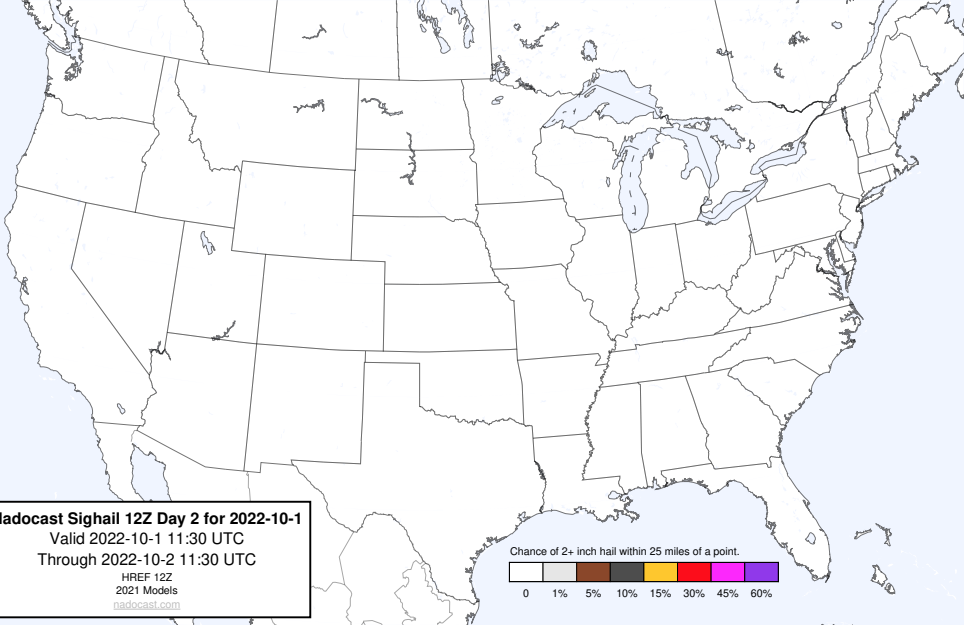 Nadocast Sighail 12Z Day 2 for 2022-10-1
Valid 2022-10-1 11:30 UTC
Through 2022-10-2 11:30 UTC
HREF 12Z
2021 Models
nadocast.com
Chance of 2+ inch hail within 25 miles of a point.
0 1% 5% 10% 15% 30% 45% 60%